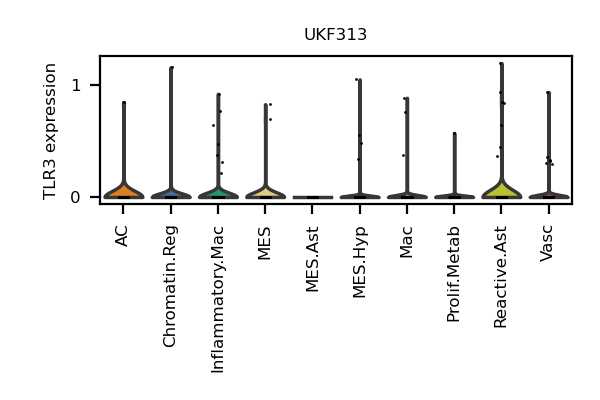 UKF313
TLR3 expression
1
0
AC
Chromatin.Reg
Inflammatory.Mac
MES
MES.Ast
MES.Hyp
Mac
Prolif.Metab
Reactive.Ast
Vasc